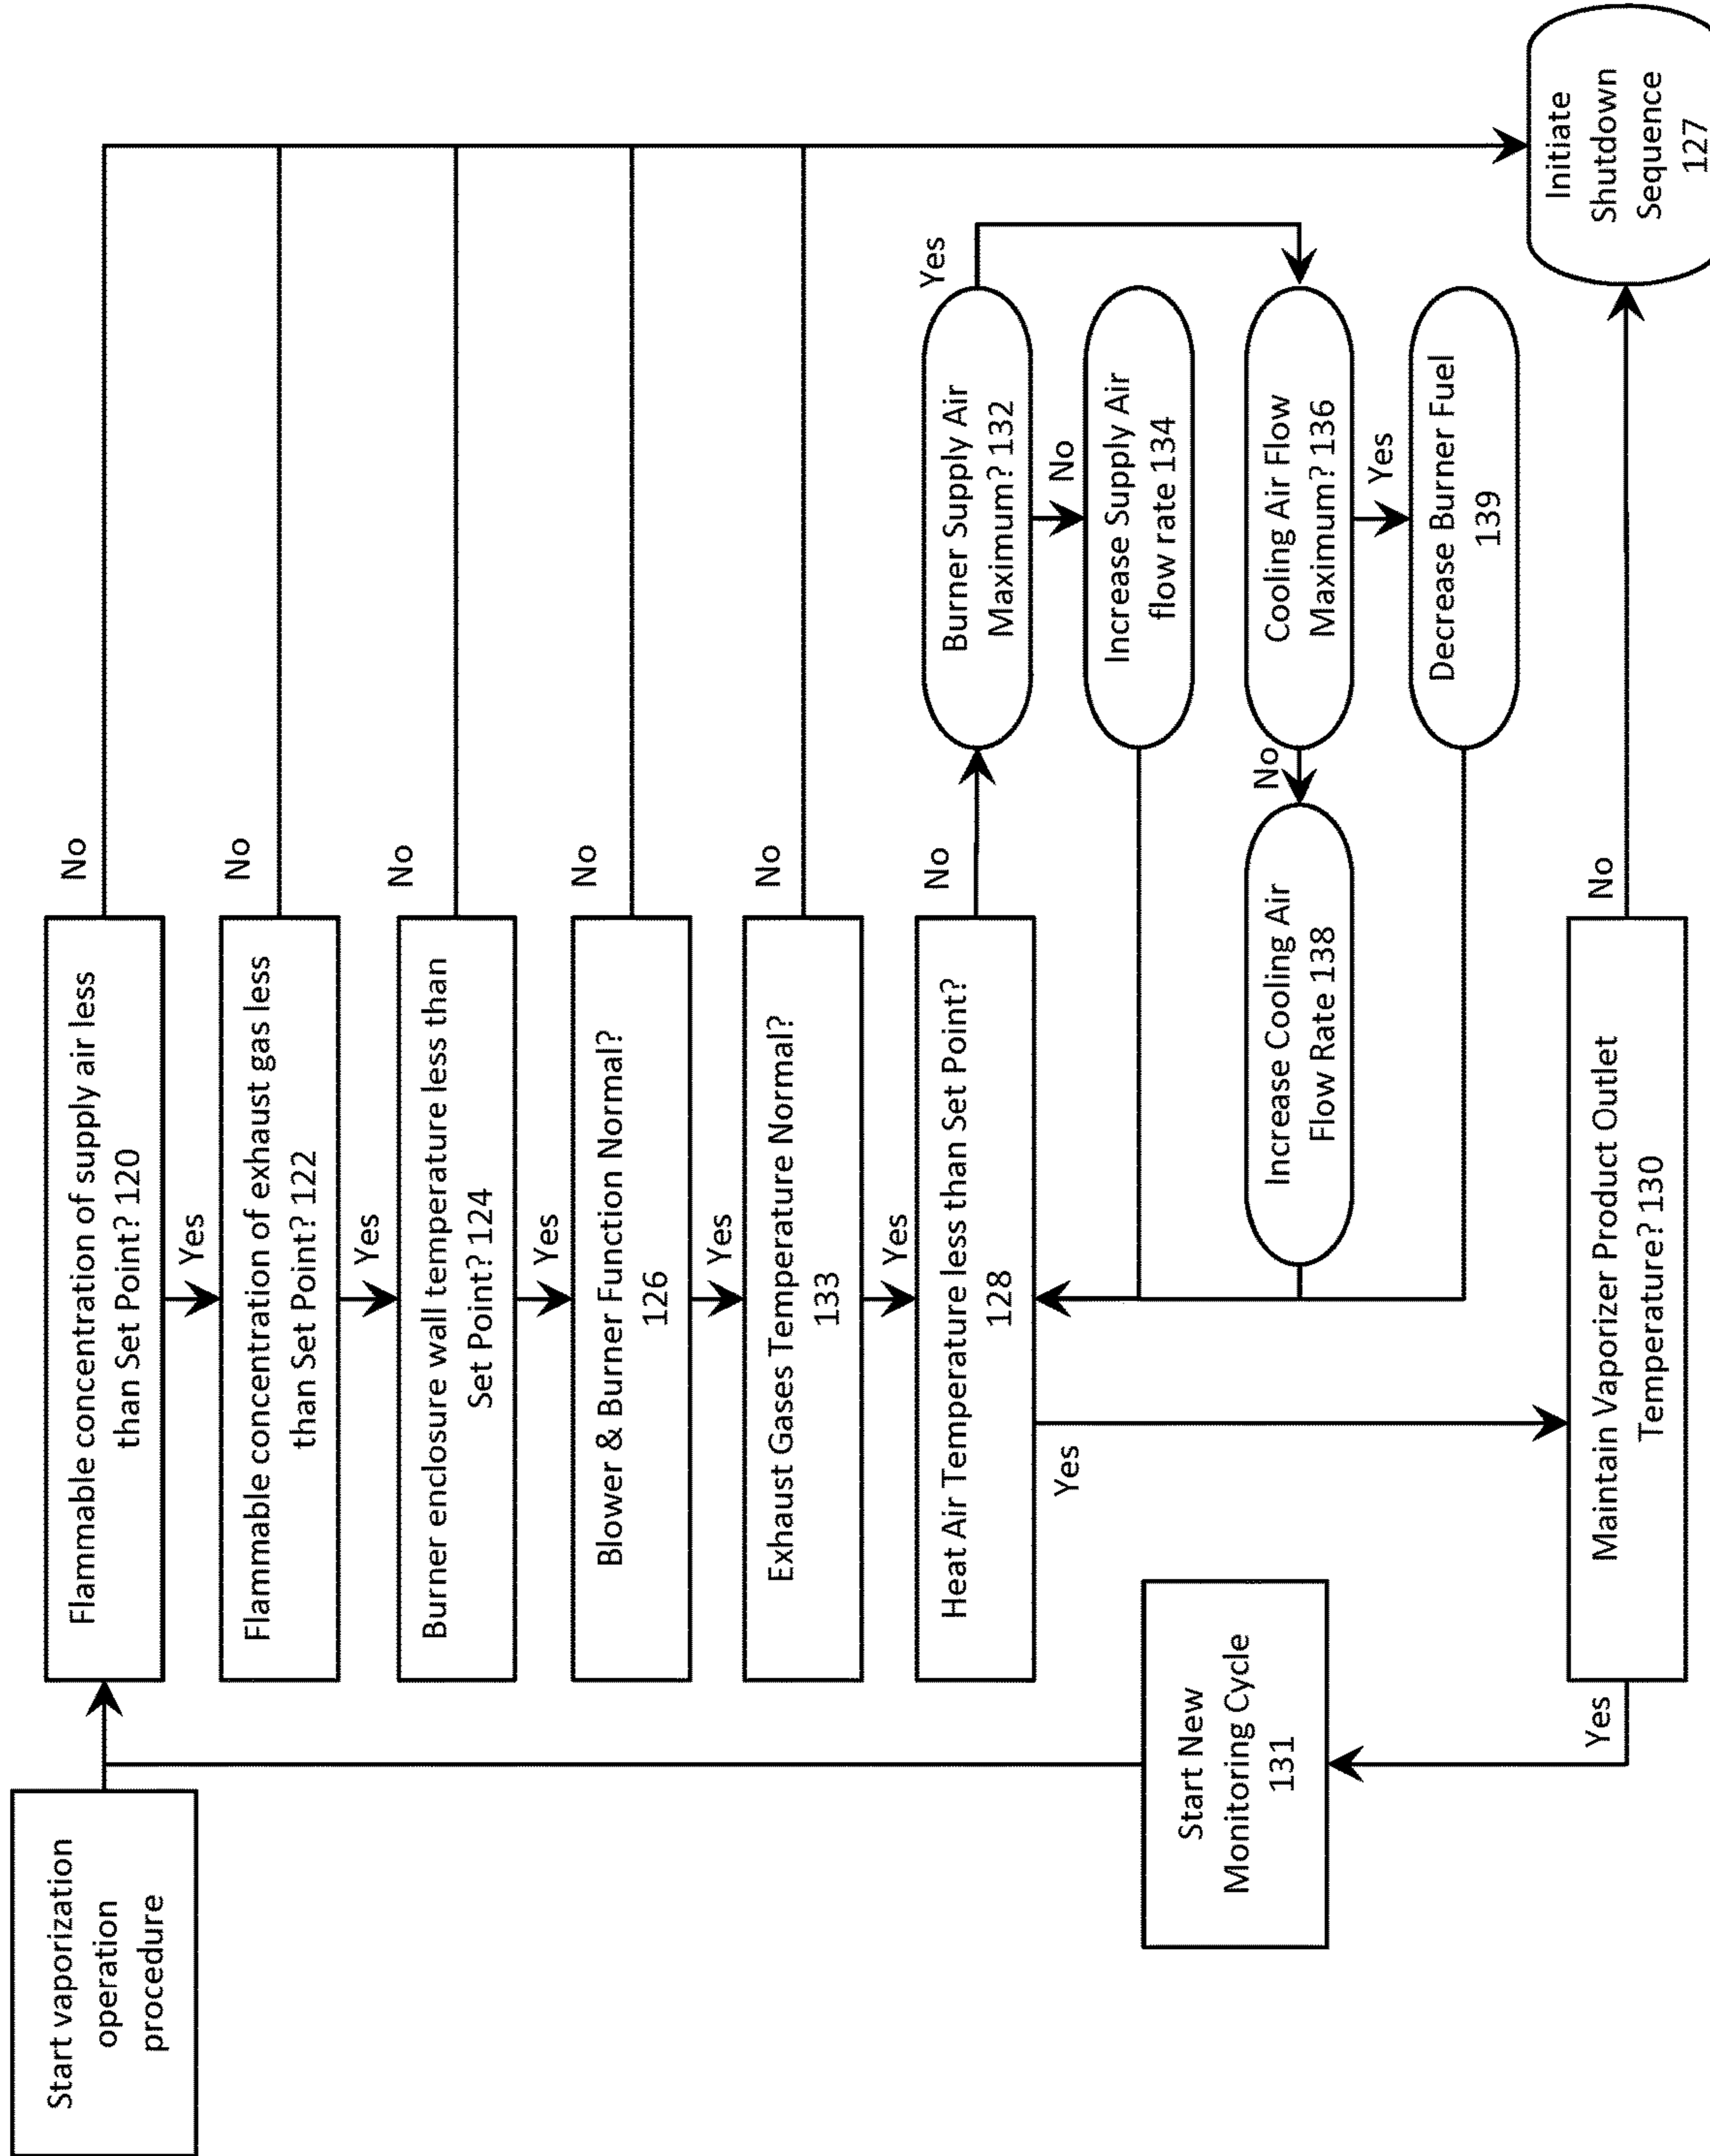 Start vaporization
operation
procedure
Flammable concentration of supply air less
than Set Point? 120
No
Yes
Flammable concentration of exhaust gas less
than Set Point? 122
No
Yes
Burner enclosure wall temperature less than
Set Point? 124
No
Yes
Blower & Burner Function Normal?
126
No
Yes
Exhaust Gases Temperature Normal?
133
No
Yes
Heat Air Temperature less than Set Point?
128
No
Yes
Burner Supply Air
Maximum? 132
Yes
No
Increase Supply Air
flow rate 134
Cooling Air Flow
Maximum? 136
No
Yes
Increase Cooling Air
Flow Rate 138
Decrease Burner Fuel
139
Start New
Monitoring Cycle
131
Maintain Vaporizer Product Outlet
Temperature? 130
Yes
No
Initiate
Shutdown
Sequence
127